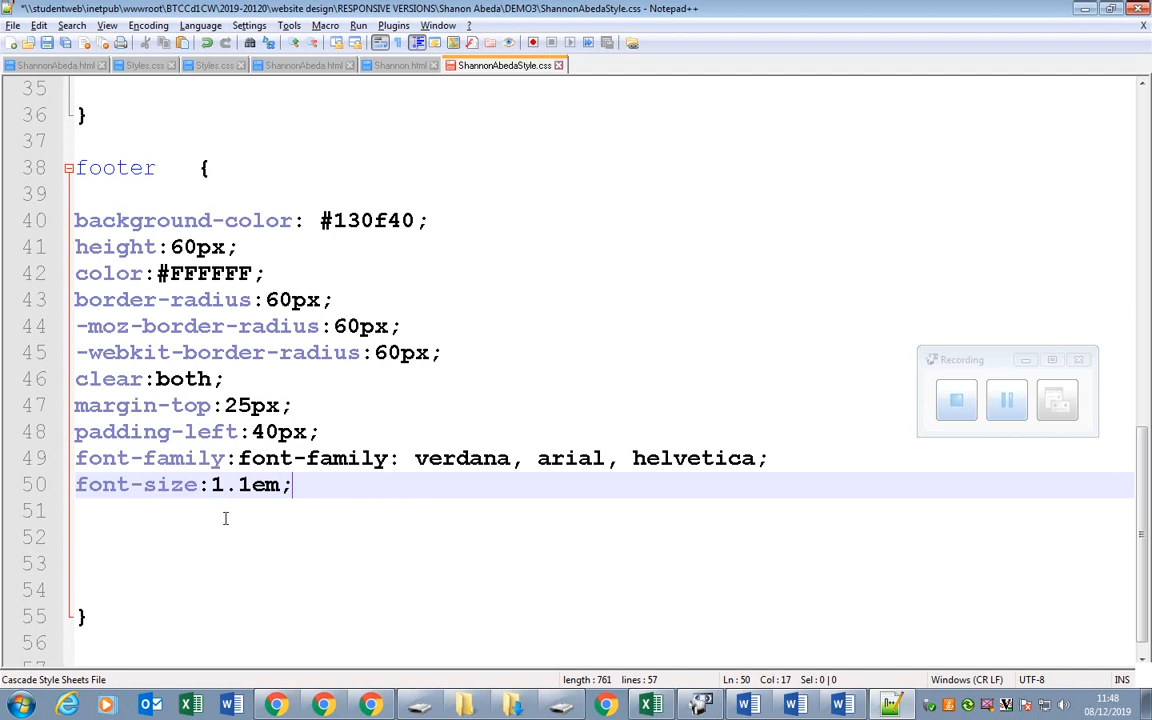 *\\studentweb\inetpub\wwwroot\BTCCd1CW\2019-20120\website design\RESPONSIVE VERSIONS\Shanon Abeda\DEMO3\ShannonAbedaStyle.css - Notepad++
File Edit Search View Encoding Language Settings Tools Macro Run Plugins Window ? X
ShannonAbeda.html Styles.css Styles.css ShannonAbeda.html Shannon.html ShannonAbedaStyle.css
35
36 }
37
38 footer {
39
40 background-color: #130f40;
41 height:60px;
42 color:#FFFFFF;
43 border-radius:60px;
44 -moz-border-radius:60px;
45 -webkit-border-radius:60px;
46 clear:both;
47 margin-top:25px;
48 padding-left:40px;
49 font-family:font-family: verdana, arial, helvetica;
50 font-size:1.1em;
51
52
53
54
55 }
56
Recording
Cascade Style Sheets File length : 761 lines : 57 Ln : 50 Col : 17 Sel : 0 | 0 Windows (CR LF) UTF-8 INS
11:48
08/12/2019